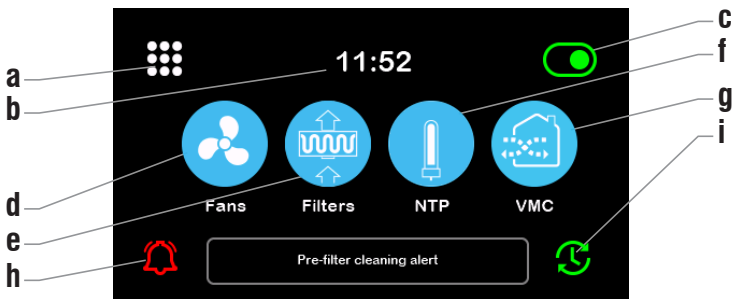 c
f
a
b
11:52
g
i
d
Fans
Filters
NTP
VMC
e
h
Pre-filter cleaning alert